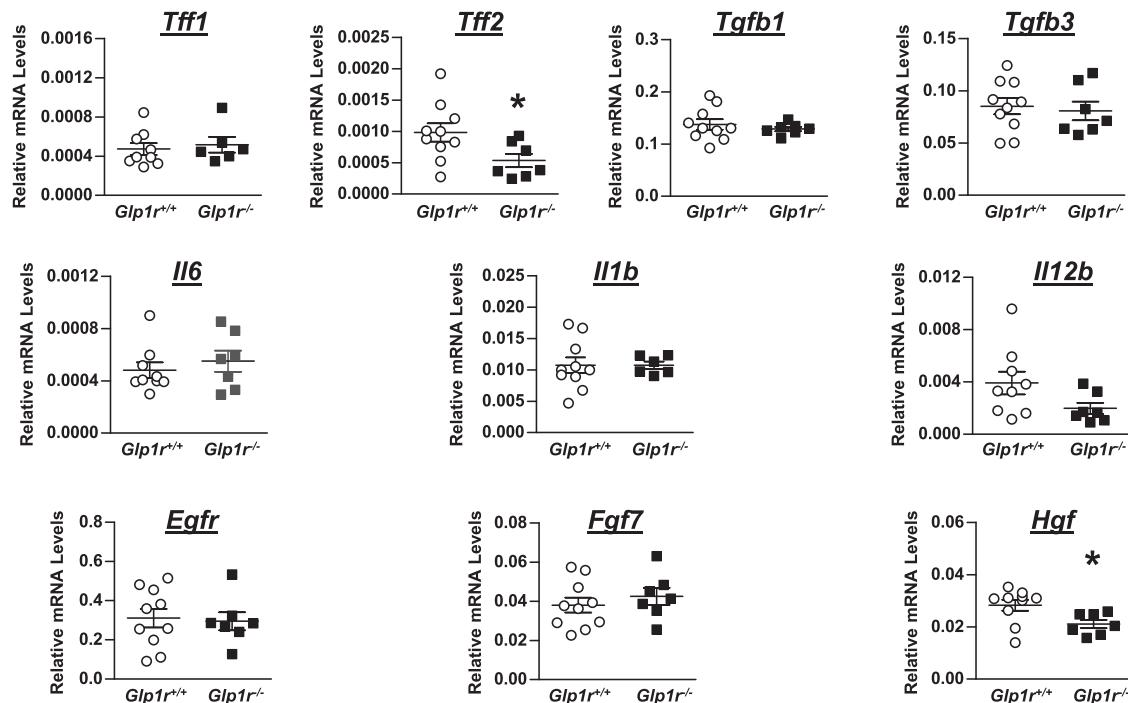 Tff1
Relative mRNA Levels
0.0016
0.0012
0.0008
0.0004
0.0000
Glp1r+/+ Glp1r-/-
Tff2
Relative mRNA Levels
0.0025
0.0020
0.0015
0.0010
0.0005
0.0000
*
Glp1r+/+ Glp1r-/-
Tgfb1
Relative mRNA Levels
0.3
0.2
0.1
0.0
Glp1r+/+ Glp1r-/-
Tgfb3
Relative mRNA Levels
0.15
0.10
0.05
0.00
Glp1r+/+ Glp1r-/-
Il6
Relative mRNA Levels
0.0012
0.0008
0.0004
0.0000
Glp1r+/+ Glp1r-/-
Il1b
Relative mRNA Levels
0.025
0.020
0.015
0.010
0.005
0.000
Glp1r+/+ Glp1r-/-
Il12b
Relative mRNA Levels
0.012
0.008
0.004
0.000
Glp1r+/+ Glp1r-/-
Egfr
Relative mRNA Levels
0.8
0.6
0.4
0.2
0.0
Glp1r+/+ Glp1r-/-
Fgf7
Relative mRNA Levels
0.08
0.06
0.04
0.02
0.00
Glp1r+/+ Glp1r-/-
Hgf
Relative mRNA Levels
0.06
0.04
0.02
0.00
*
Glp1r+/+ Glp1r-/-